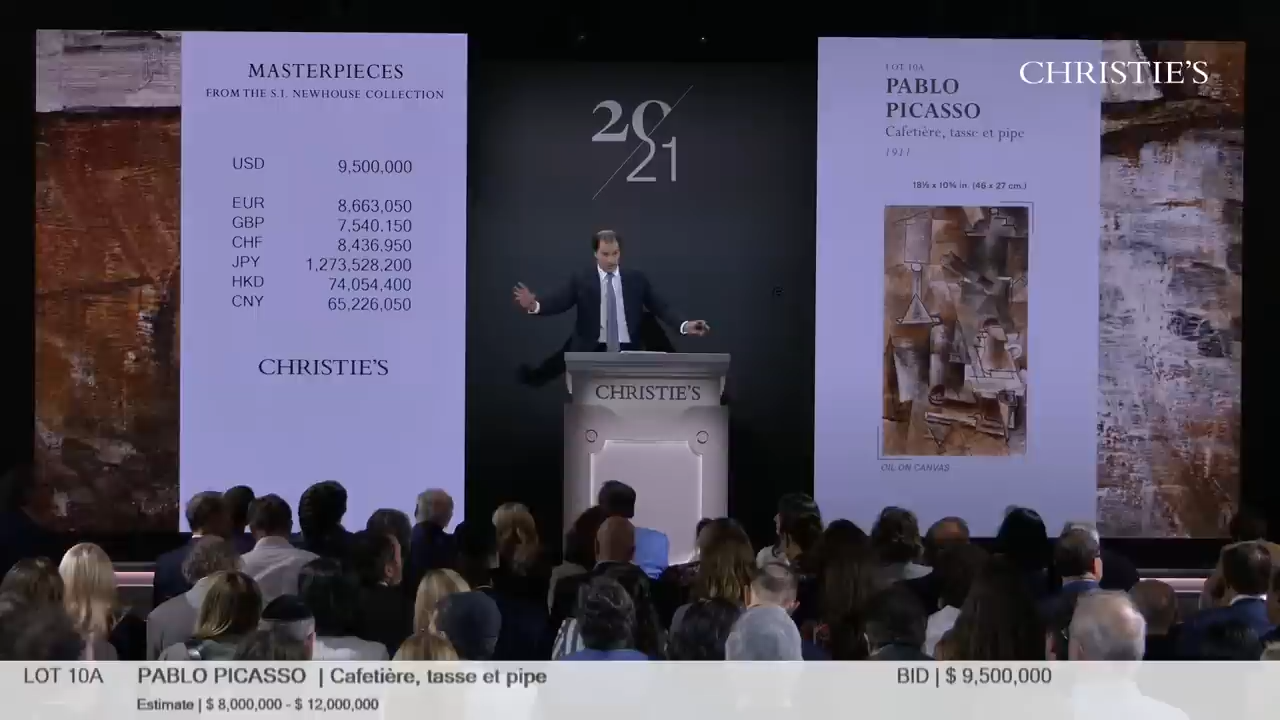 MASTERPIECES
FROM THE S.I. NEWHOUSE COLLECTION
USD 9,500,000
EUR 8,663,050
GBP 7,540,150
CHF 8,436,950
JPY 1,273,528,200
HKD 74,054,400
CNY 65,226,050
CHRISTIE'S
20/21
CHRISTIE'S
LOT 10A
PABLO
PICASSO
Cafetière, tasse et pipe
1911
18⅛ x 10⅝ in. (46 x 27 cm.)
OIL ON CANVAS
CHRISTIE'S
LOT 10A PABLO PICASSO | Cafetière, tasse et pipe BID | $ 9,500,000
Estimate | $ 8,000,000 - $ 12,000,000